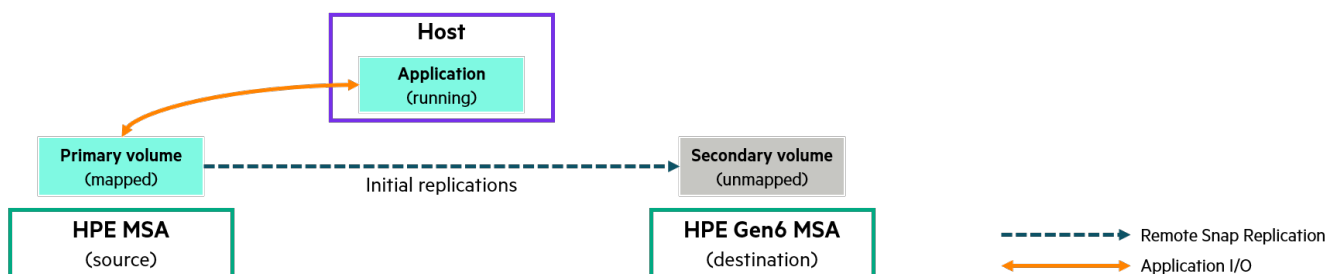 Host
Application
(running)
Primary volume
(mapped)
Initial replications
Secondary volume
(unmapped)
HPE MSA
(source)
HPE Gen6 MSA
(destination)
Remote Snap Replication
Application I/O